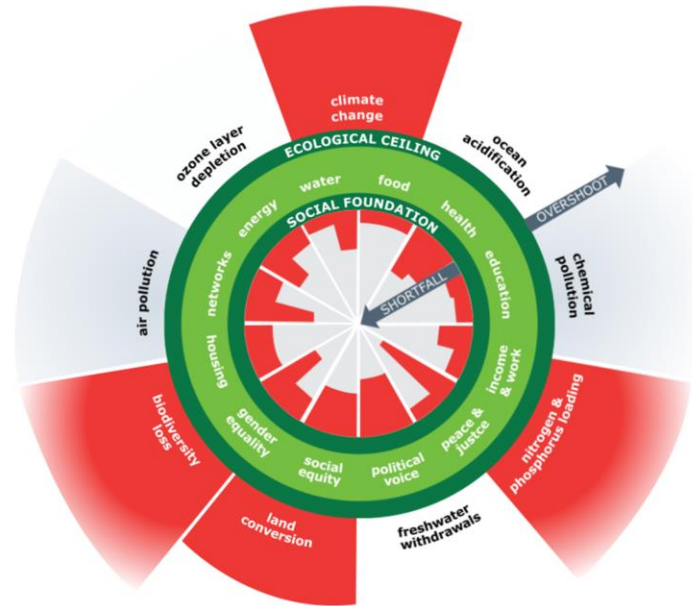 climate
change
ECOLOGICAL CEILING
ozone layer
depletion
ocean
acidification
OVERSHOOT
water
food
energy
health
SOCIAL FOUNDATION
SHORTFALL
networks
education
air pollution
chemical
pollution
housing
income
& work
gender
equality
peace &
justce
social
equity
political
voice
biodiversity
loss
nitrogen &
phosphorus loading
land
conversion
freshwater
withdrawals